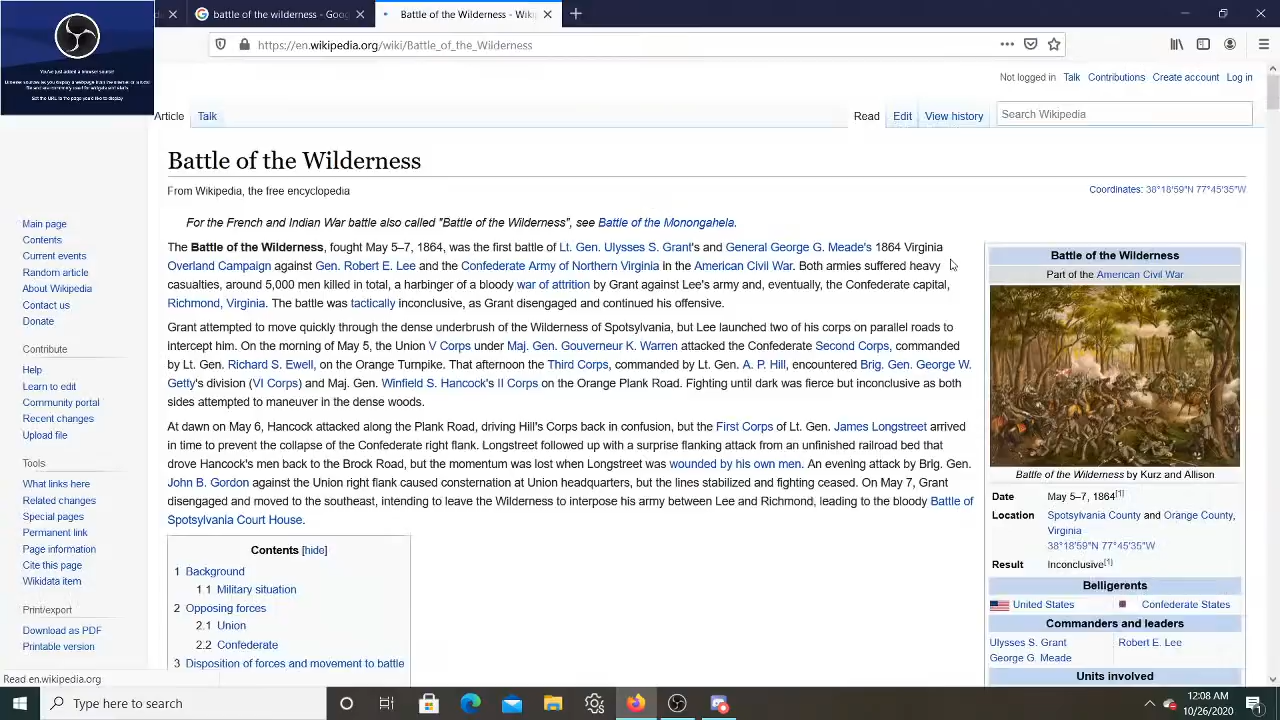 battle of the wilderness - Goog
Battle of the Wilderness - Wiki
https://en.wikipedia.org/wiki/Battle_of_the_Wilderness
You've just added a browser source!
Not logged in Talk Contributions Create account Log in
Article Talk Read Edit View history Search Wikipedia
Battle of the Wilderness
From Wikipedia, the free encyclopedia
Coordinates: 38°18′59″N 77°45′35″W
For the French and Indian War battle also called "Battle of the Wilderness", see Battle of the Monongahela.
The Battle of the Wilderness, fought May 5–7, 1864, was the first battle of Lt. Gen. Ulysses S. Grant's and General George G. Meade's 1864 Virginia
Overland Campaign against Gen. Robert E. Lee and the Confederate Army of Northern Virginia in the American Civil War. Both armies suffered heavy
casualties, around 5,000 men killed in total, a harbinger of a bloody war of attrition by Grant against Lee's army and, eventually, the Confederate capital,
Richmond, Virginia. The battle was tactically inconclusive, as Grant disengaged and continued his offensive.
Grant attempted to move quickly through the dense underbrush of the Wilderness of Spotsylvania, but Lee launched two of his corps on parallel roads to
intercept him. On the morning of May 5, the Union V Corps under Maj. Gen. Gouverneur K. Warren attacked the Confederate Second Corps, commanded
by Lt. Gen. Richard S. Ewell, on the Orange Turnpike. That afternoon the Third Corps, commanded by Lt. Gen. A. P. Hill, encountered Brig. Gen. George W.
Getty's division (VI Corps) and Maj. Gen. Winfield S. Hancock's II Corps on the Orange Plank Road. Fighting until dark was fierce but inconclusive as both
sides attempted to maneuver in the dense woods.
At dawn on May 6, Hancock attacked along the Plank Road, driving Hill's Corps back in confusion, but the First Corps of Lt. Gen. James Longstreet arrived
in time to prevent the collapse of the Confederate right flank. Longstreet followed up with a surprise flanking attack from an unfinished railroad bed that
drove Hancock's men back to the Brock Road, but the momentum was lost when Longstreet was wounded by his own men. An evening attack by Brig. Gen.
John B. Gordon against the Union right flank caused consternation at Union headquarters, but the lines stabilized and fighting ceased. On May 7, Grant
disengaged and moved to the southeast, intending to leave the Wilderness to interpose his army between Lee and Richmond, leading to the bloody Battle of
Spotsylvania Court House.
Contents [hide]
1 Background
1.1 Military situation
2 Opposing forces
2.1 Union
2.2 Confederate
3 Disposition of forces and movement to battle
Battle of the Wilderness
Part of the American Civil War
Battle of the Wilderness by Kurz and Allison
Date May 5–7, 1864[1]
Location Spotsylvania County and Orange County,
Virginia
38°18′59″N 77°45′35″W
Result Inconclusive[1]
Belligerents
United States Confederate States
Commanders and leaders
Ulysses S. Grant Robert E. Lee
George G. Meade
Units involved
Main page
Contents
Current events
Random article
About Wikipedia
Contact us
Donate
Contribute
Help
Learn to edit
Community portal
Recent changes
Upload file
Tools
What links here
Related changes
Special pages
Permanent link
Page information
Cite this page
Wikidata item
Print/export
Download as PDF
Printable version
Read en.wikipedia.org
Type here to search
12:08 AM
10/26/2020